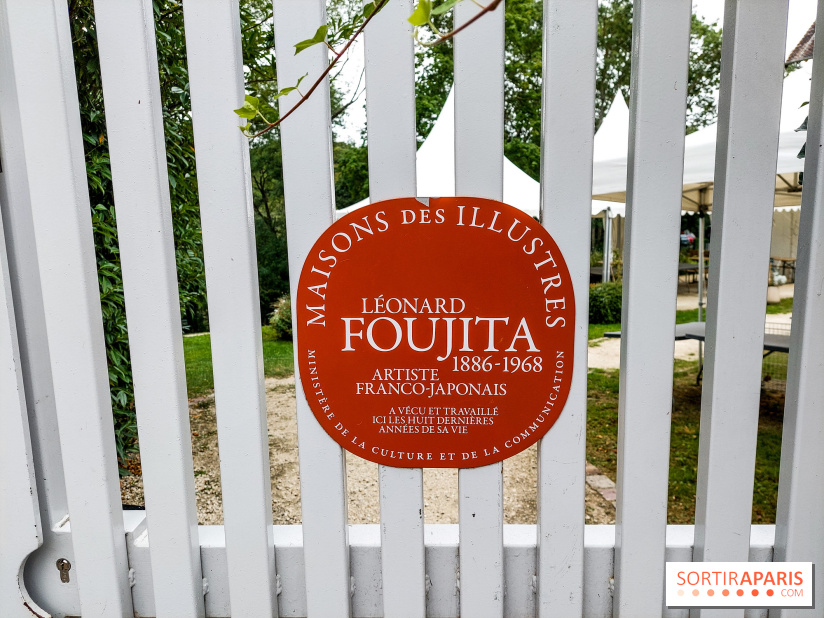 MAISONS DES ILLUSTRES
LÉONARD
FOUJITA
1886-1968
ARTISTE
FRANCO-JAPONAIS
A VÉCU ET TRAVAILLÉ
ICI LES HUIT DERNIÈRES
ANNÉES DE SA VIE
MINISTÈRE DE LA CULTURE ET DE LA COMMUNICATION
SORTIRAPARIS
.COM